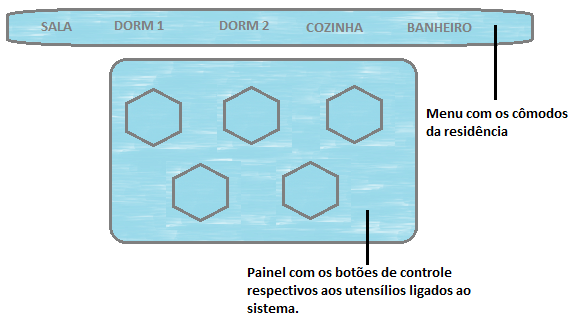 SALA DORM 1 DORM 2 COZINHA BANHEIRO
Menu com os cômodos
da residência
Painel com os botões de controle
respectivos aos utensílios ligados ao
sistema.